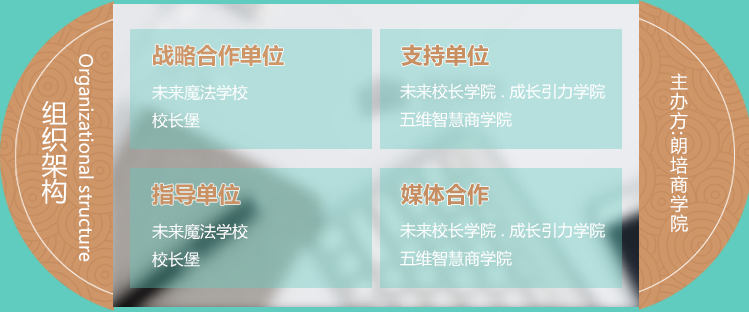 组织架构
Organizational structure
战略合作单位
未来魔法学校
校长堡
支持单位
未来校长学院 . 成长引力学院
五维智慧商学院
指导单位
未来魔法学校
校长堡
媒体合作
未来校长学院 . 成长引力学院
五维智慧商学院
主办方:朗培商学院